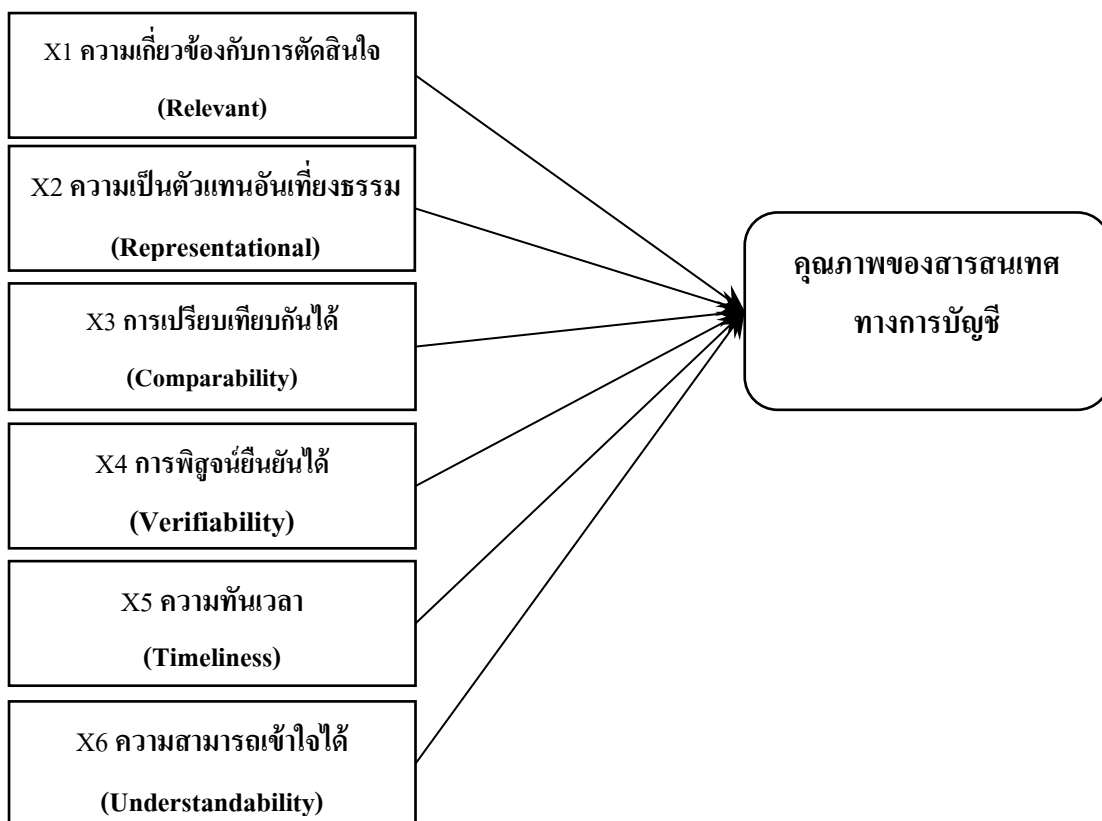 X1 ความเกี่ยวข้องกับการตัดสินใจ
(Relevant)
X2 ความเป็นตัวแทนอันเที่ยงธรรม
(Representational)
X3 การเปรียบเทียบกันได้
(Comparability)
X4 การพิสูจน์ยืนยันได้
(Verifiability)
X5 ความทันเวลา
(Timeliness)
X6 ความสามารถเข้าใจได้
(Understandability)
คุณภาพของสารสนเทศ
ทางการบัญชี